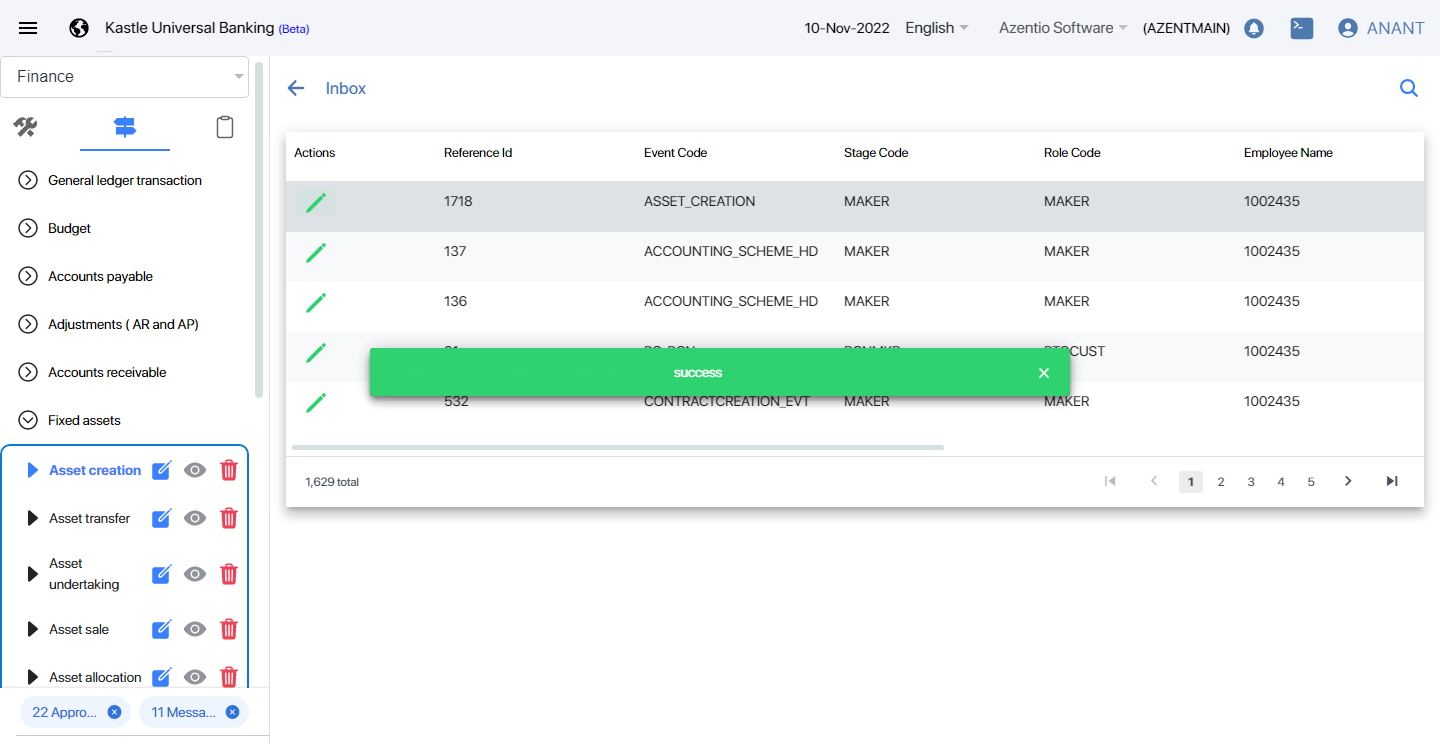 Kastle Universal Banking (Beta)
10-Nov-2022 English Azentio Software (AZENTMAIN) ANANT
Finance
General ledger transaction
Budget
Accounts payable
Adjustments ( AR and AP)
Accounts receivable
Fixed assets
Asset creation
Asset transfer
Asset
undertaking
Asset sale
Asset allocation
22 Appro... 11 Messa...
Inbox
Actions Reference Id Event Code Stage Code Role Code Employee Name
1718 ASSET_CREATION MAKER MAKER 1002435
137 ACCOUNTING_SCHEME_HD MAKER MAKER 1002435
136 ACCOUNTING_SCHEME_HD MAKER MAKER 1002435
1002435
success
532 CONTRACTCREATION_EVT MAKER MAKER 1002435
1,629 total 1 2 3 4 5